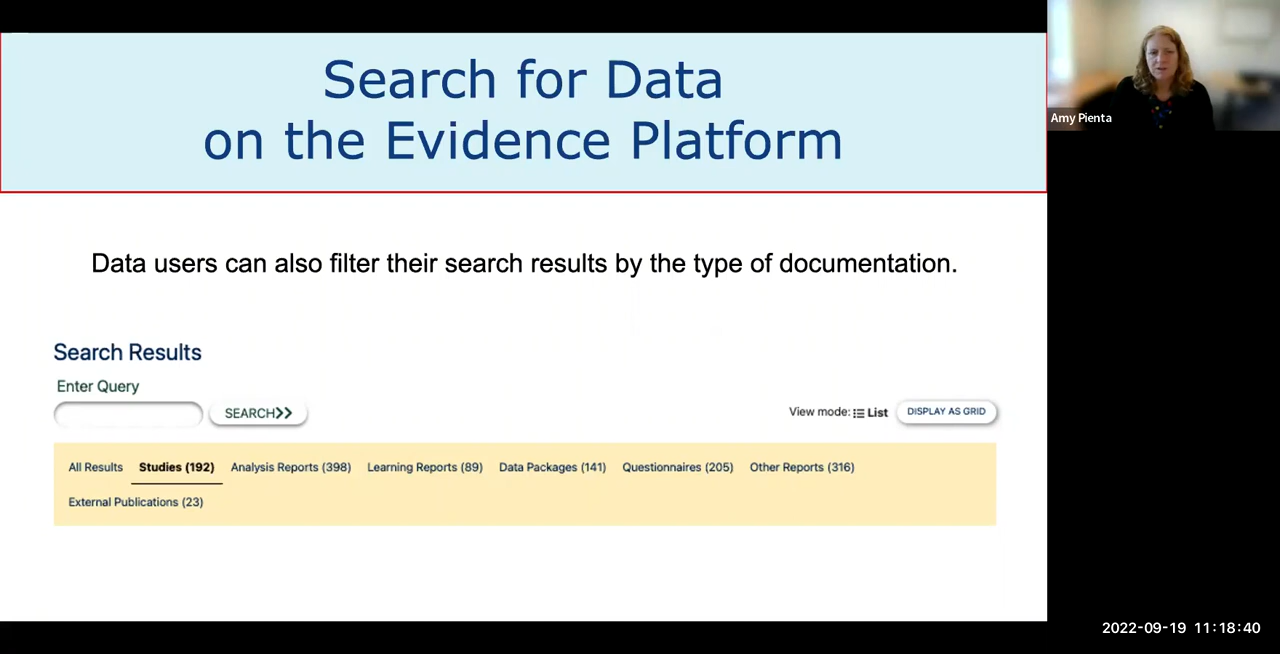 Search for Data
on the Evidence Platform
Amy Pienta
Data users can also filter their search results by the type of documentation.
Search Results
Enter Query
SEARCH>>
View mode: List DISPLAY AS GRID
All Results Studies (192) Analysis Reports (398) Learning Reports (89) Data Packages (141) Questionnaires (205) Other Reports (316)
External Publications (23)
2022-09-19 11:18:40